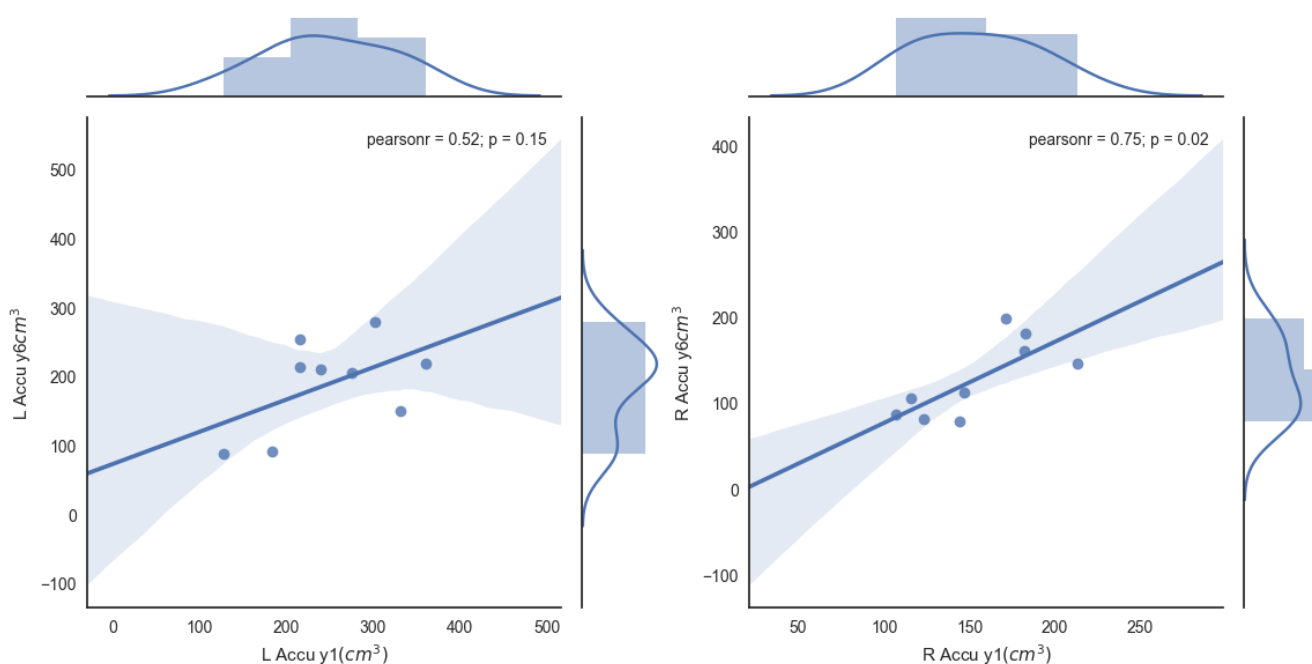 pearsonr = 0.52; p = 0.15
500
400
300
200
100
0
−100
L Accu y6cm³
0 100 200 300 400 500
L Accu y1(cm³)
pearsonr = 0.75; p = 0.02
400
300
200
100
0
−100
R Accu y6cm³
50 100 150 200 250
R Accu y1(cm³)